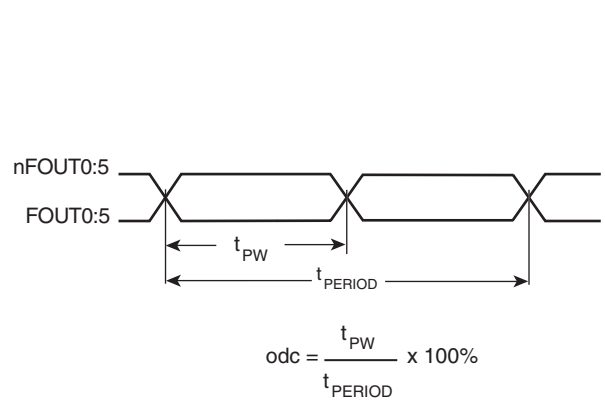 nFOUT0:5
FOUT0:5
tPW
tPERIOD
odc = tPW / tPERIOD x 100%